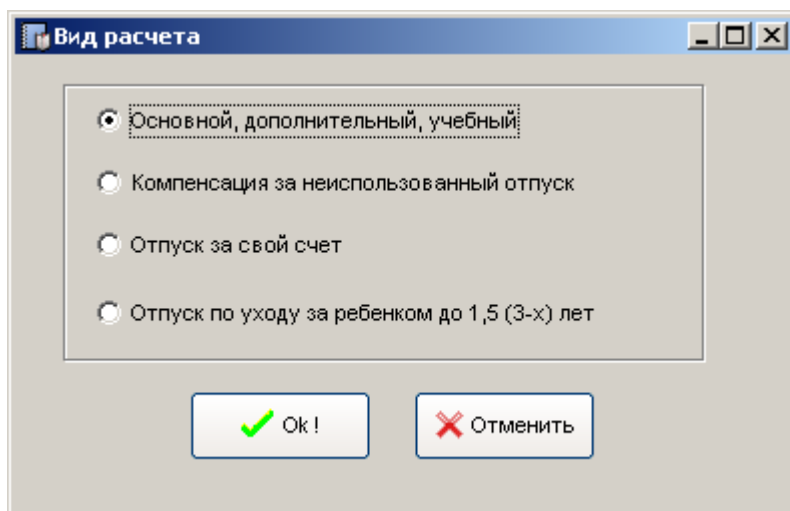 Вид расчета
Основной, дополнительный, учебный
Компенсация за неиспользованный отпуск
Отпуск за свой счет
Отпуск по уходу за ребенком до 1,5 (3-х) лет
Ok !
Отменить